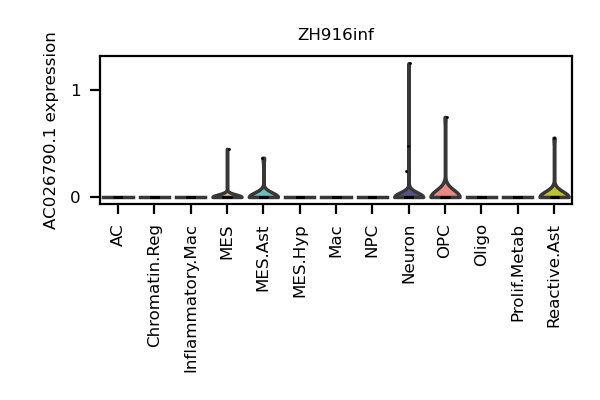 ZH916inf
AC026790.1 expression
1
0
AC
Chromatin.Reg
Inflammatory.Mac
MES
MES.Ast
MES.Hyp
Mac
NPC
Neuron
OPC
Oligo
Prolif.Metab
Reactive.Ast